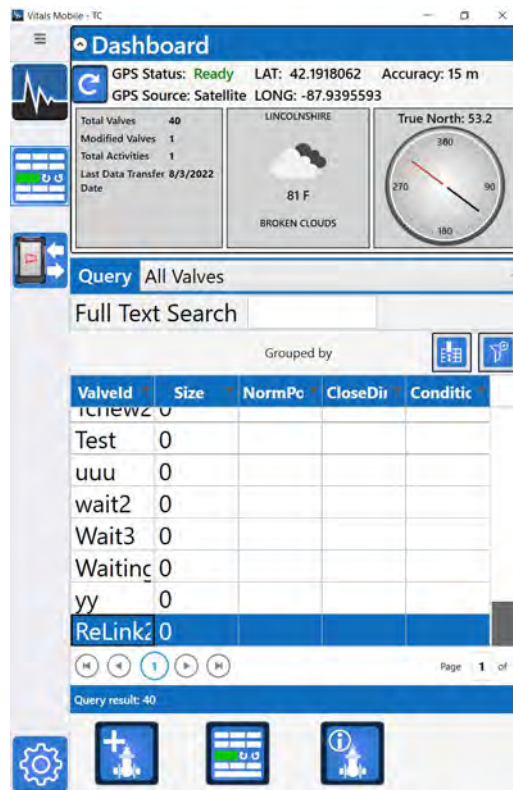 Vitals Mobile - TC
Dashboard
GPS Status: Ready LAT: 42.1918062 Accuracy: 15 m
GPS Source: Satellite LONG: -87.9395593
Total Valves 40
Modified Valves 1
Total Activities 1
Last Data Transfer 8/3/2022
Date
LINCOLNSHIRE
81 F
BROKEN CLOUDS
True North: 53.2
360
270 90
180
Query All Valves
Full Text Search
Grouped by
ValveId Size NormPo CloseDir Conditic
0
Test 0
uuu 0
wait2 0
Wait3 0
Waiting 0
yy 0
ReLink2 0
1 Page 1 of
Query result: 40